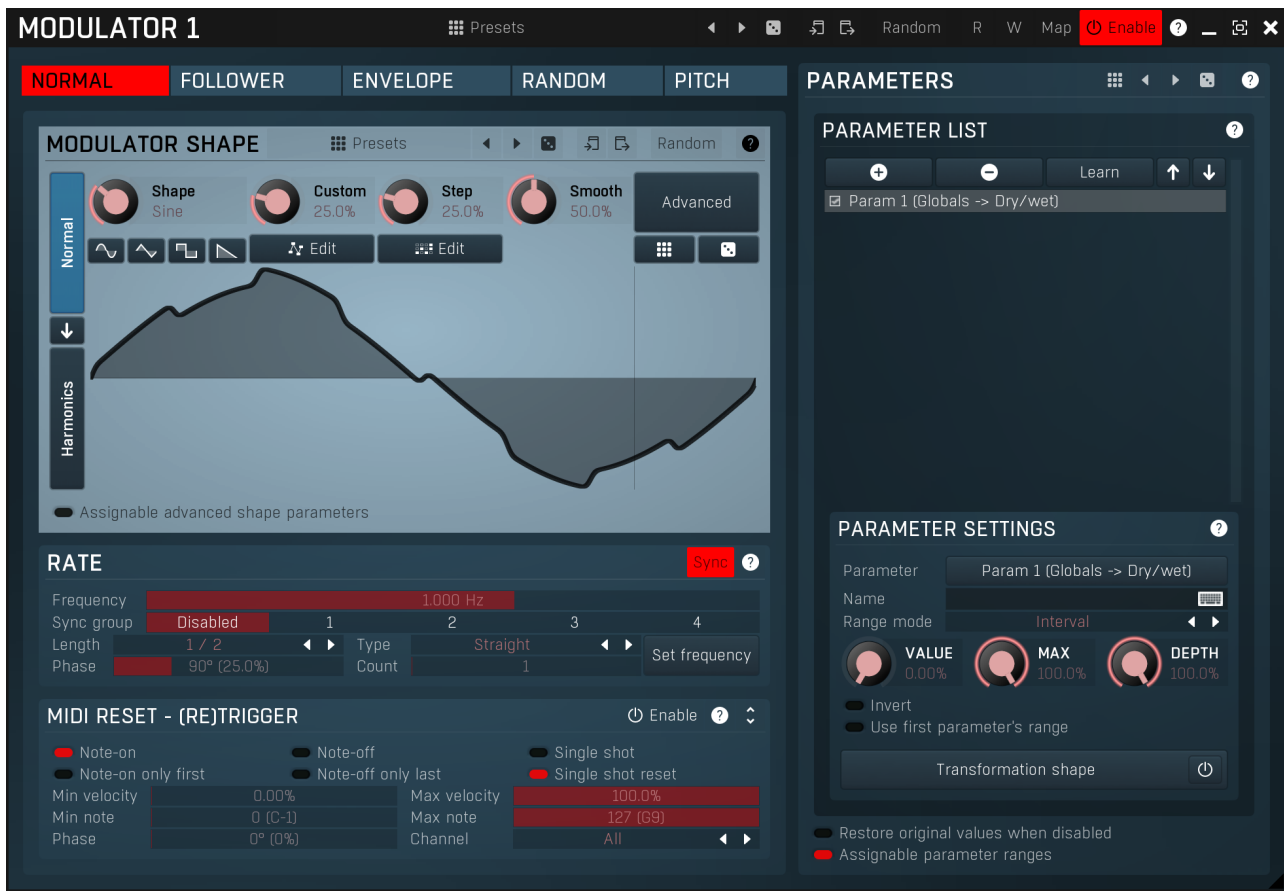 MODULATOR 1 Presets Random R W Map Enable ?
NORMAL FOLLOWER ENVELOPE RANDOM PITCH
MODULATOR SHAPE Presets Random ?
Normal
Harmonics
Shape Custom Step Smooth
Sine 25.0% 25.0% 50.0%
Advanced
Edit Edit
Assignable advanced shape parameters
RATE Sync ?
Frequency 1.000 Hz
Sync group Disabled 1 2 3 4
Length 1 / 2 Type Straight
Set frequency
Phase 90° (25.0%) Count 1
MIDI RESET - (RE)TRIGGER Enable ?
Note-on Note-off Single shot
Note-on only first Note-off only last Single shot reset
Min velocity 0.00% Max velocity 100.0%
Min note 0 (C-1) Max note 127 (G9)
Phase 0° (0%) Channel All
PARAMETERS ?
PARAMETER LIST ?
Learn
Param 1 (Globals -> Dry/wet)
PARAMETER SETTINGS ?
Parameter Param 1 (Globals -> Dry/wet)
Name
Range mode Interval
VALUE MAX DEPTH
0.00% 100.0% 100.0%
Invert
Use first parameter's range
Transformation shape
Restore original values when disabled
Assignable parameter ranges